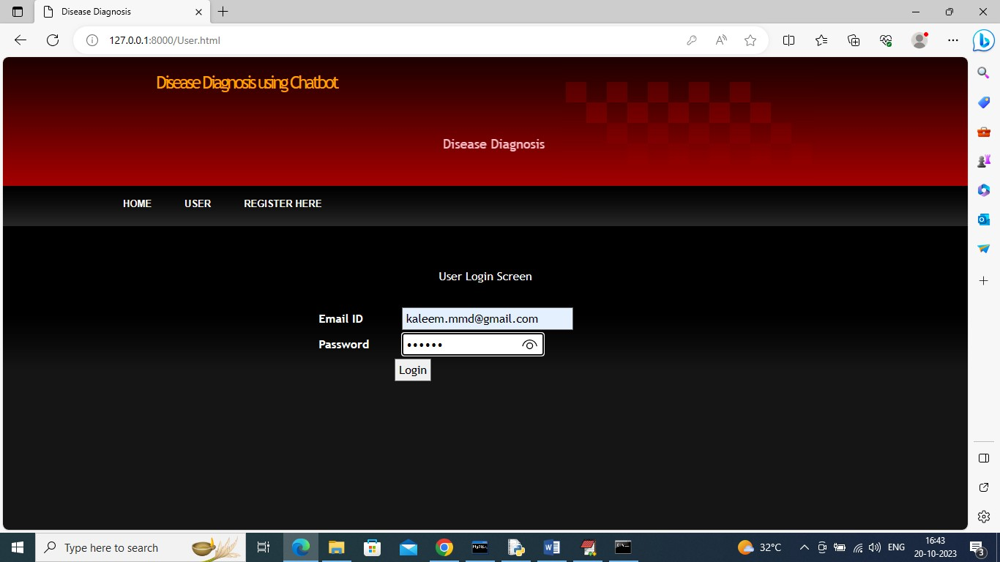 Disease Diagnosis
127.0.0.1:8000/User.html
Disease Diagnosis using Chatbot
Disease Diagnosis
HOME USER REGISTER HERE
User Login Screen
Email ID kaleem.mmd@gmail.com
Password ••••••
Login
Type here to search
32°C
ENG
16:43
20-10-2023
3